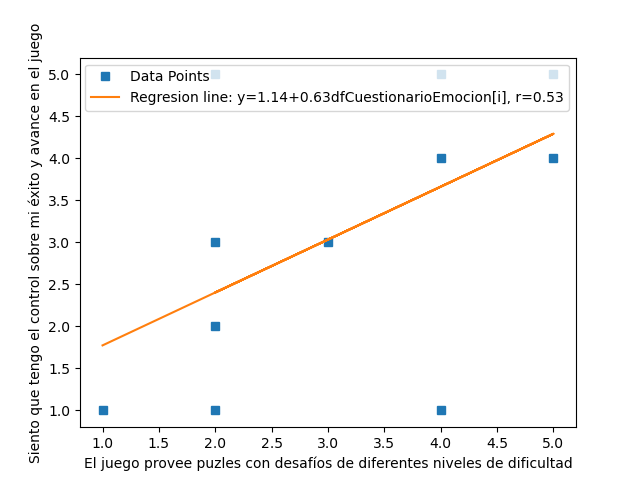 Siento que tengo el control sobre mi éxito y avance en el juego
5.0
4.5
4.0
3.5
3.0
2.5
2.0
1.5
1.0
Data Points
Regresion line: y=1.14+0.63dfCuestionarioEmocion[i], r=0.53
1.0 1.5 2.0 2.5 3.0 3.5 4.0 4.5 5.0
El juego provee puzles con desafíos de diferentes niveles de dificultad